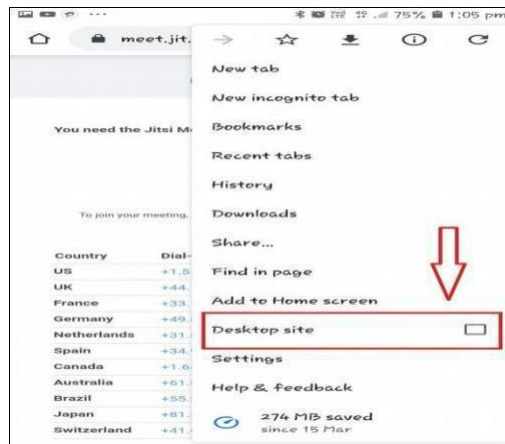 75% 1:05 pm
meet.jit.
New tab
New incognito tab
You need the Jitsi M
Bookmarks
Recent tabs
History
To join your meeting,
Downloads
Share...
Country Dial-
US +1.5
Find in page
UK +44.
France +33.
Add to Home screen
Germany +49.
Desktop site
Netherlands +31.
Spain +34.
Settings
Canada +1.6
Australia +61.
Help & feedback
Brazil +55.
Japan +81.
274 MB saved
Switzerland +41.
since 15 Mar